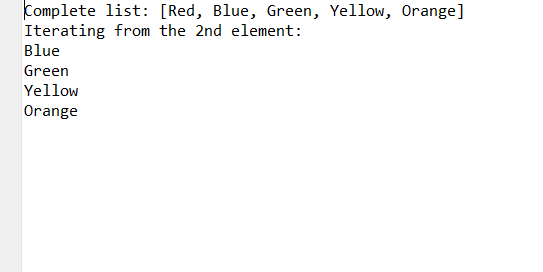 Complete list: [Red, Blue, Green, Yellow, Orange]
Iterating from the 2nd element:
Blue
Green
Yellow
Orange